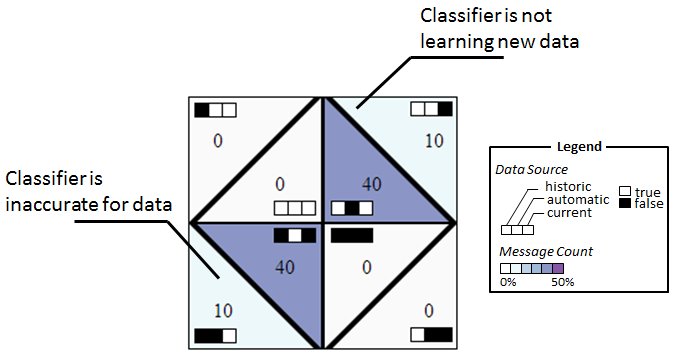 Classifier is not
learning new data
0
10
0
40
Classifier is
inaccurate for data
40
0
10
0
Legend
Data Source
historic
automatic
current
true
false
Message Count
0%
50%